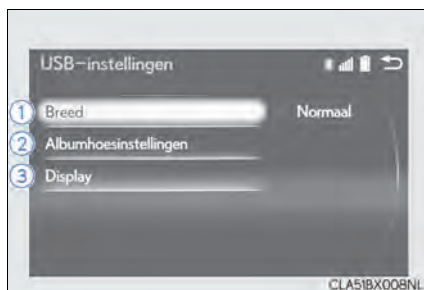 USB-instellingen
1 Breed Normaal
2 Albumhoesinstellingen
3 Display
CLA51BX008NL